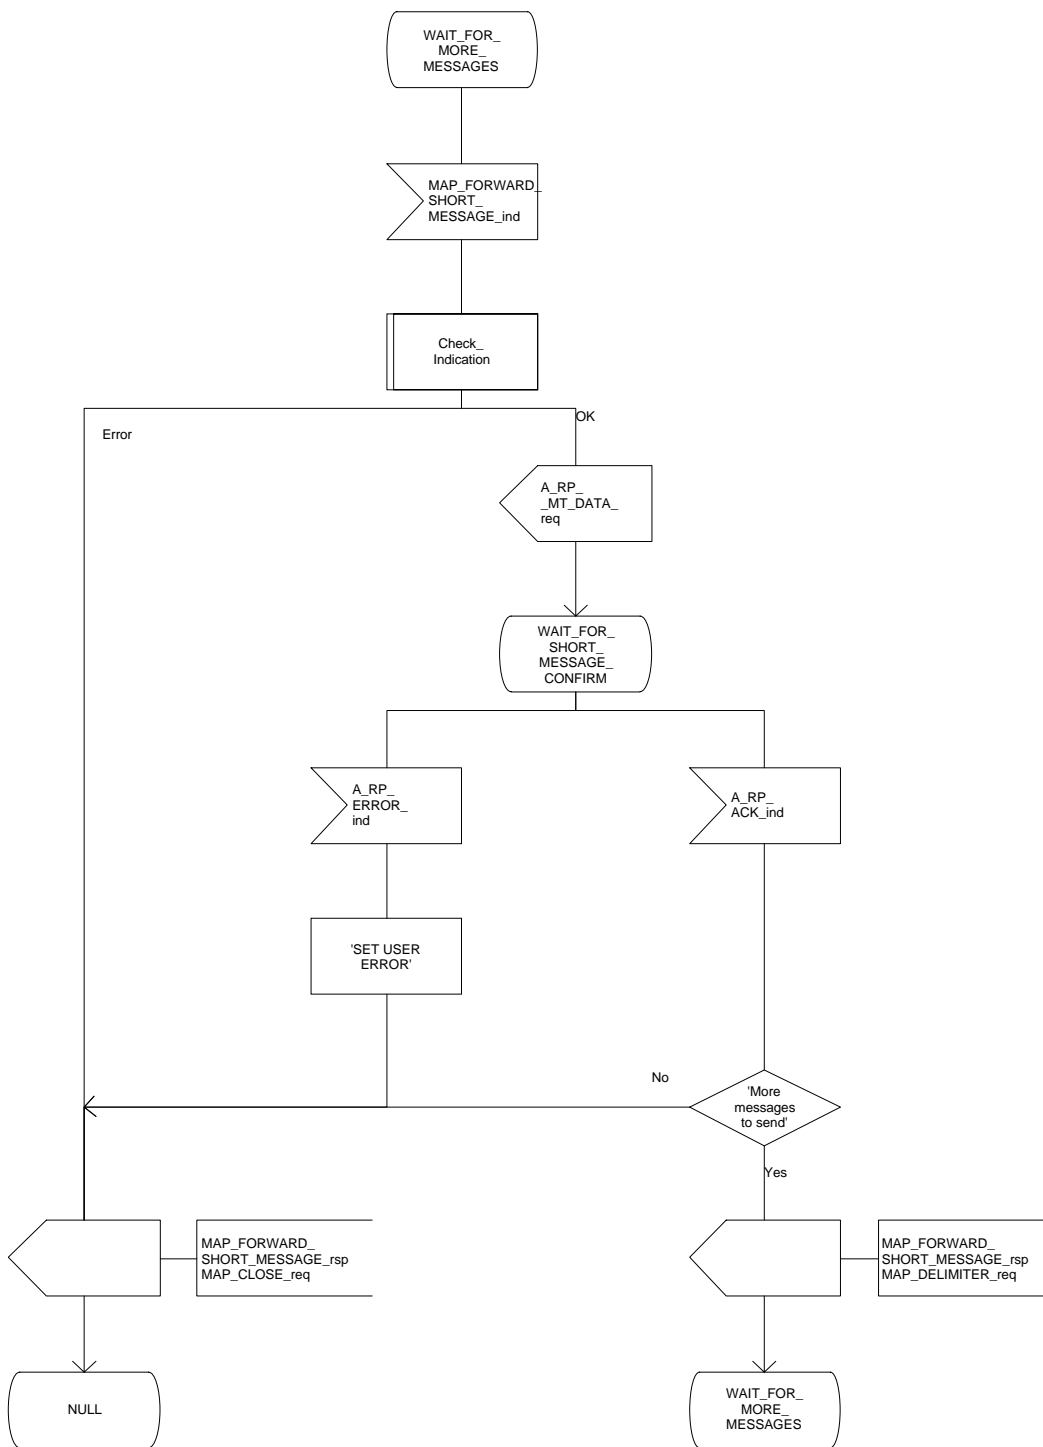 WAIT_FOR_
MORE_
MESSAGES
MAP_FORWARD_
SHORT_
MESSAGE_ind
Check_
Indication
OK
Error
A_RP_
_MT_DATA_
req
WAIT_FOR_
SHORT_
MESSAGE_
CONFIRM
A_RP_
ERROR_
ind
A_RP_
ACK_ind
'SET USER
ERROR'
No
'More
messages
to send'
Yes
MAP_FORWARD_
SHORT_MESSAGE_rsp
MAP_CLOSE_req
MAP_FORWARD_
SHORT_MESSAGE_rsp
MAP_DELIMITER_req
NULL
WAIT_FOR_
MORE_
MESSAGES